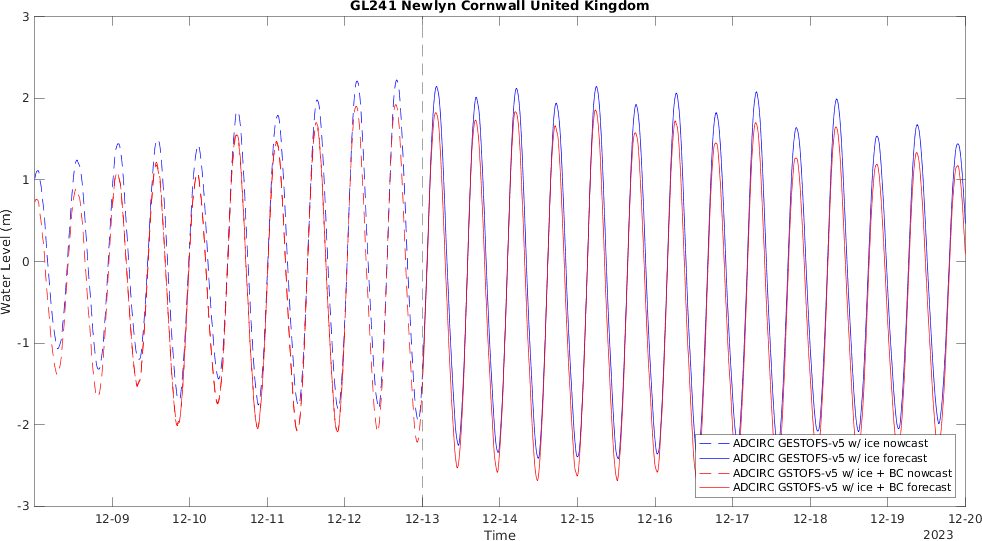 GL241 Newlyn Cornwall United Kingdom
3
2
1
0
-1
-2
-3
Water Level (m)
ADCIRC GESTOFS-v5 w/ ice nowcast
ADCIRC GESTOFS-v5 w/ ice forecast
ADCIRC GSTOFS-v5 w/ ice + BC nowcast
ADCIRC GSTOFS-v5 w/ ice + BC forecast
12-09 12-10 12-11 12-12 12-13 12-14 12-15 12-16 12-17 12-18 12-19 12-20
Time
2023